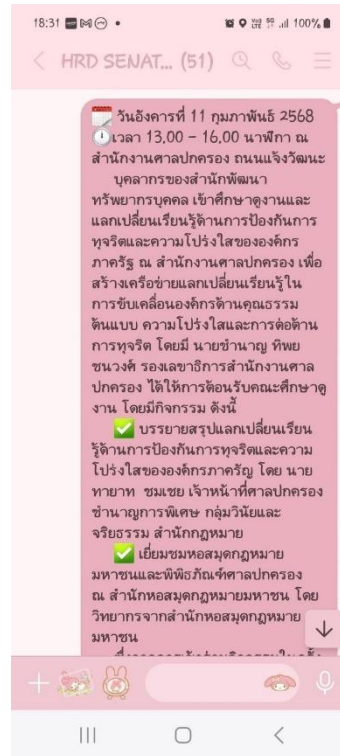 18:31
100%
HRD SENAT... (51)
วันอังคารที่ 11 กุมภาพันธ์ 2568
เวลา 13.00 – 16.00 นาฬิกา ณ
สำนักงานศาลปกครอง ถนนแจ้งวัฒนะ
บุคลากรของสำนักพัฒนา
ทรัพยากรบุคคล เข้าศึกษาดูงานและ
แลกเปลี่ยนเรียนรู้ด้านการป้องกันการ
ทุจริตและความโปร่งใสขององค์กร
ภาครัฐ ณ สำนักงานศาลปกครอง เพื่อ
สร้างเครือข่ายแลกเปลี่ยนเรียนรู้ใน
การขับเคลื่อนองค์กรด้านคุณธรรม
ต้นแบบ ความโปร่งใสและการต่อต้าน
การทุจริต โดยมี นายชำนาญ ทิพย
ชนวงศ์ รองเลขาธิการสำนักงานศาล
ปกครอง ได้ให้การต้อนรับคณะศึกษาดู
งาน โดยมีกิจกรรม ดังนี้
บรรยายสรุปแลกเปลี่ยนเรียน
รู้ด้านการป้องกันการทุจริตและความ
โปร่งใสขององค์กรภาครัฐ โดย นาย
ทายาท ชมเชย เจ้าหน้าที่ศาลปกครอง
ชำนาญการพิเศษ กลุ่มวินัยและ
จริยธรรม สำนักกฎหมาย
เยี่ยมชมหอสมุดกฎหมาย
มหาชนและพิพิธภัณฑ์ศาลปกครอง
ณ สำนักหอสมุดกฎหมายมหาชน โดย
วิทยากรจากสำนักหอสมุดกฎหมาย
มหาชน